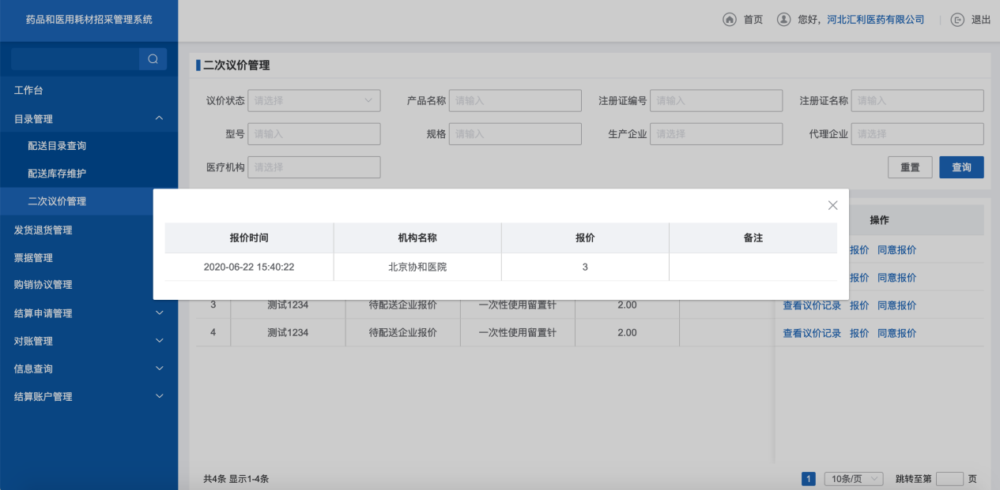 药品和医用耗材招采管理系统
首页 您好，河北汇利医药有限公司 退出
工作台
目录管理
配送目录查询
配送库存维护
二次议价管理
发货退货管理
票据管理
购销协议管理
结算申请管理
对账管理
信息查询
结算账户管理
二次议价管理
议价状态 请选择 产品名称 请输入 注册证编号 请输入 注册证名称 请输入
型号 请输入 规格 请输入 生产企业 请选择 代理企业 请选择
医疗机构 请选择 重置 查询
操作
报价 同意报价
报价 同意报价
报价时间 机构名称 报价 备注
2020-06-22 15:40:22 北京协和医院 3
3 测试1234 待配送企业报价 一次性使用留置针 2.00 查看议价记录 报价 同意报价
4 测试1234 待配送企业报价 一次性使用留置针 2.00 查看议价记录 报价 同意报价
共4条 显示1-4条 1 10条/页 跳转至第 页